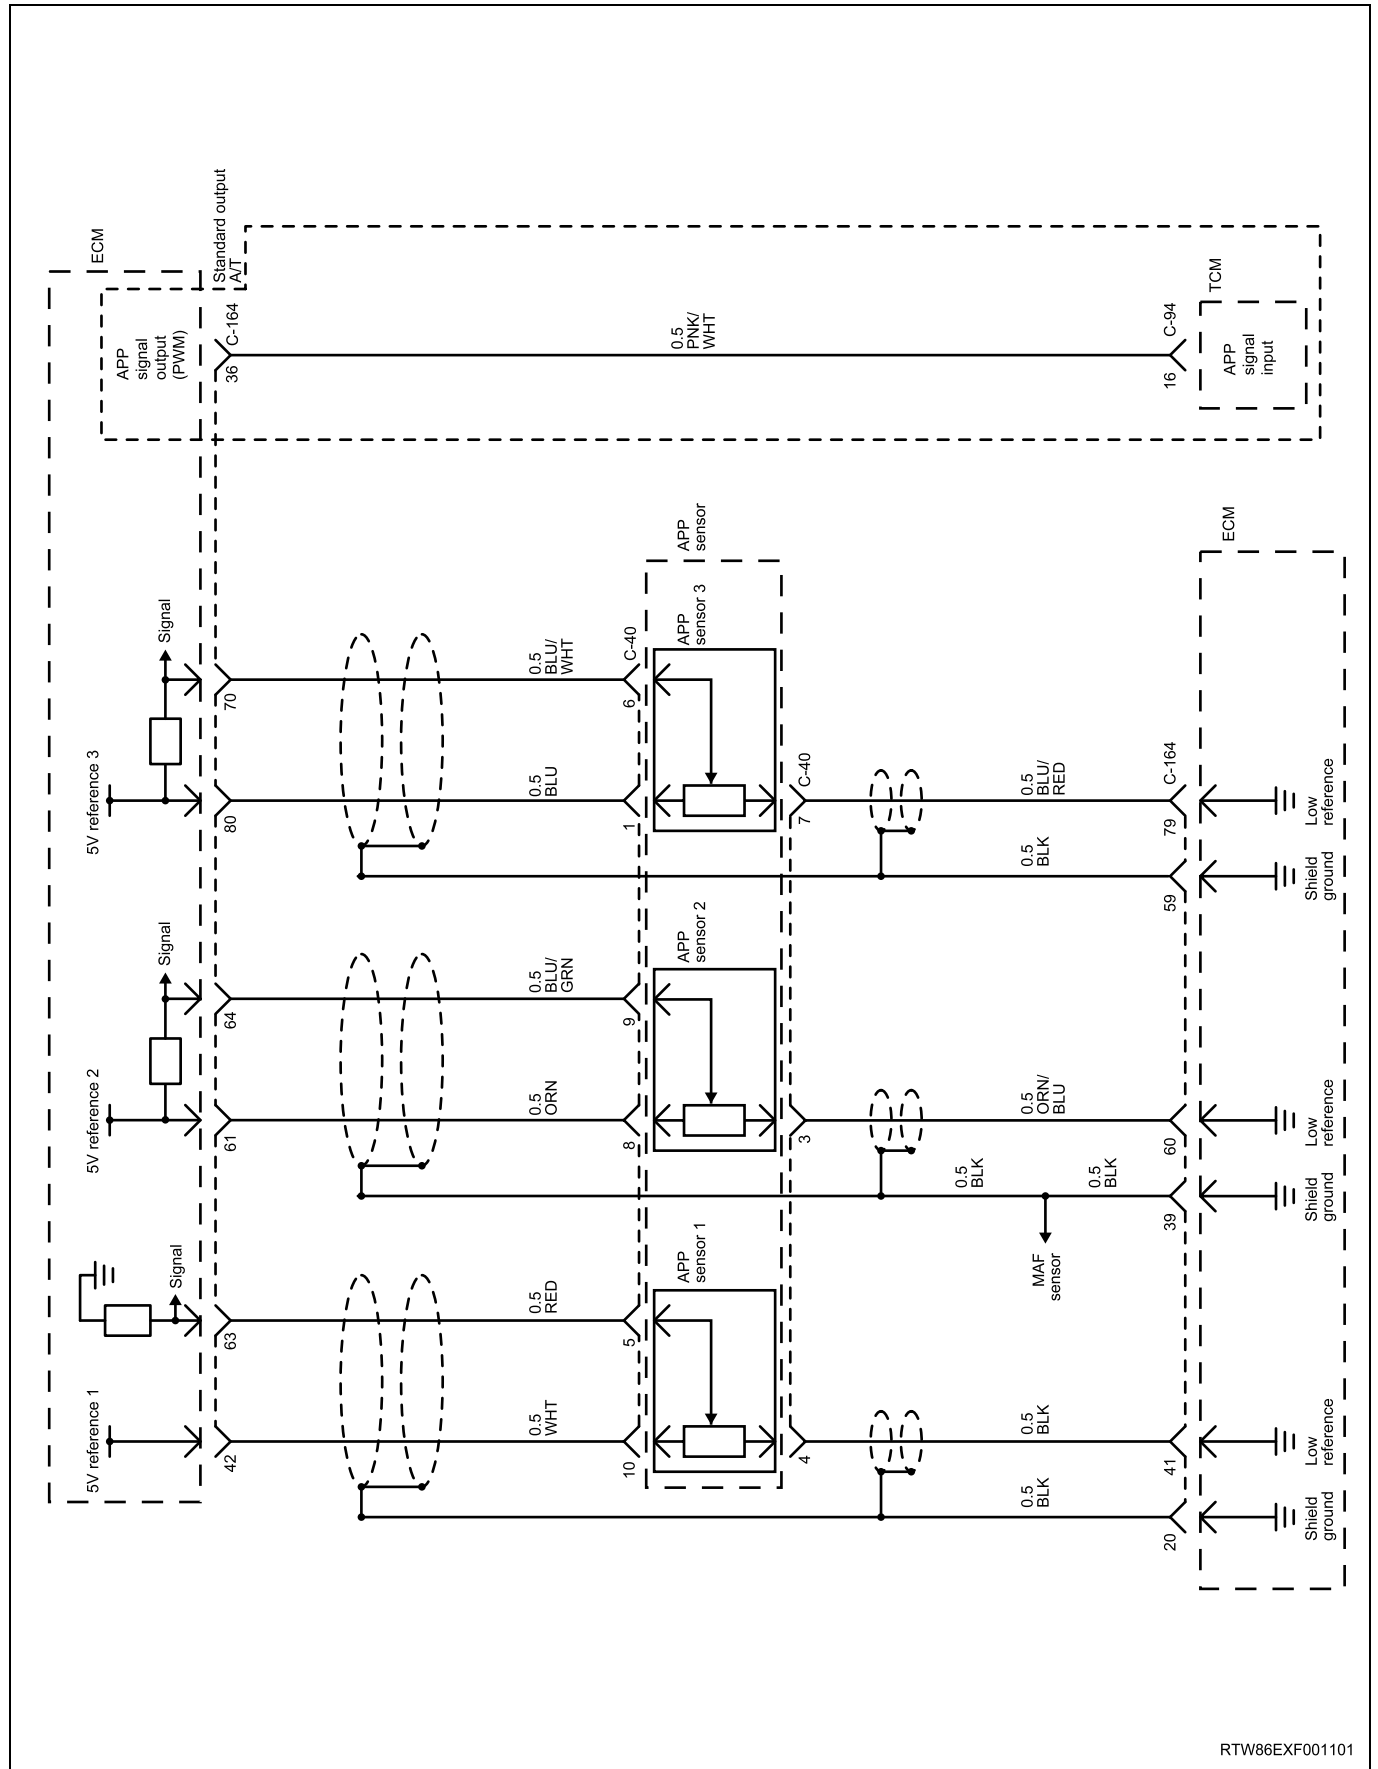 ECM
5V reference 1
Signal
5V reference 2
Signal
5V reference 3
Signal
APP
signal
output
(PWM)
Standard output
A/T
42
63
61
64
80
70
36
C-164
0.5
WHT
0.5
RED
0.5
ORN
0.5
BLU/
GRN
0.5
BLU
0.5
BLU/
WHT
0.5
PNK/
WHT
10
5
8
9
1
6
C-40
APP
sensor 1
APP
sensor 2
APP
sensor 3
APP
sensor
4
3
7
C-40
0.5
BLK
0.5
BLK
MAF
sensor
0.5
BLK
0.5
BLK
0.5
ORN/
BLU
0.5
BLK
0.5
BLU/
RED
20
41
39
60
59
79
C-164
16
C-94
Shield
ground
Low
reference
Shield
ground
Low
reference
Shield
ground
Low
reference
ECM
TCM
APP
signal
input
RTW86EXF001101